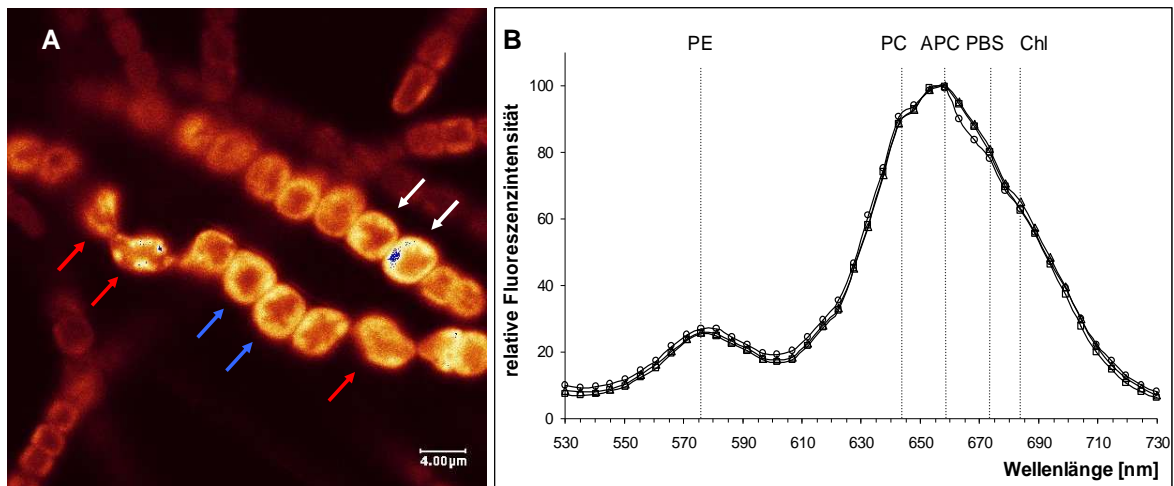 A
4.00µm
B
PE PC APC PBS Chl
relative Fluoreszenzintensität
100
80
60
40
20
0
530 550 570 590 610 630 650 670 690 710 730
Wellenlänge [nm]